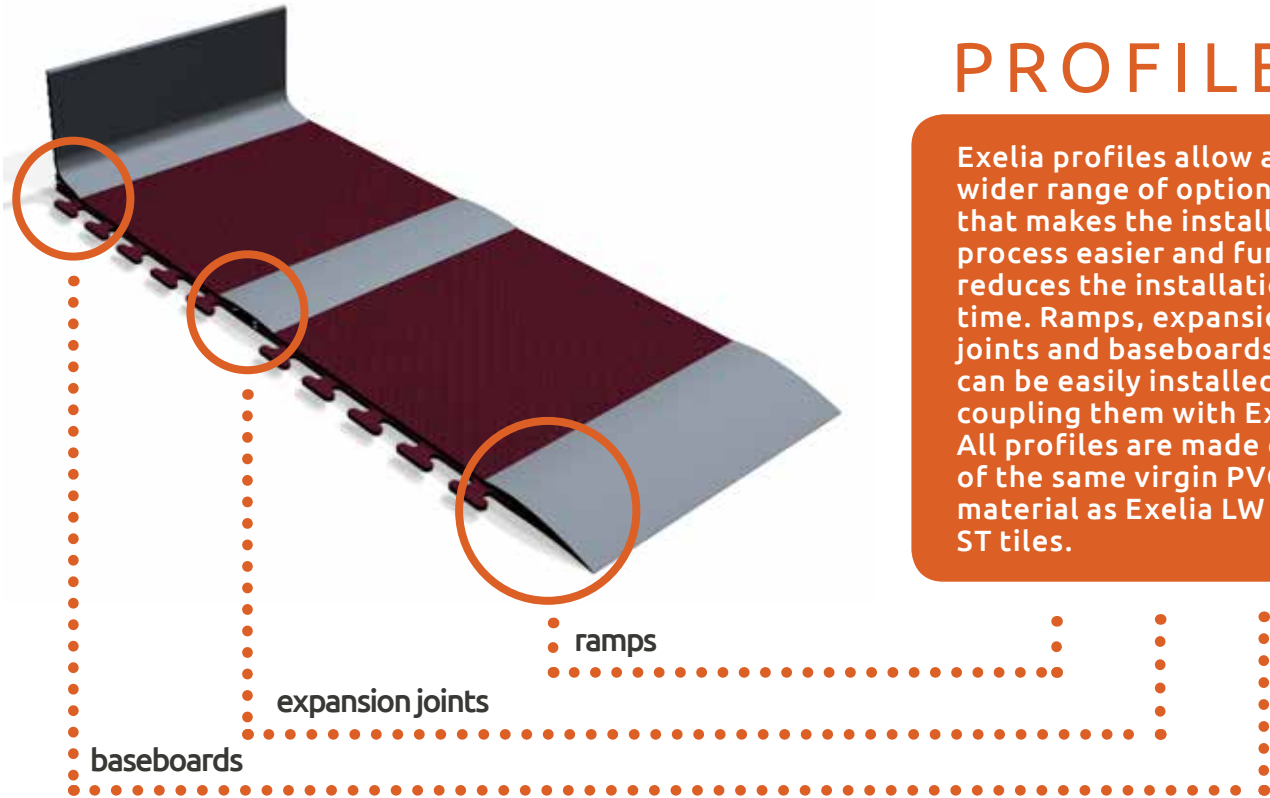 PROFILE
Exelia profiles allow a
wider range of option
that makes the install
process easier and fur
reduces the installatio
time. Ramps, expansio
joints and baseboards
can be easily installed
coupling them with Ex
All profiles are made
of the same virgin PV
material as Exelia LW
ST tiles.
ramps
expansion joints
baseboards